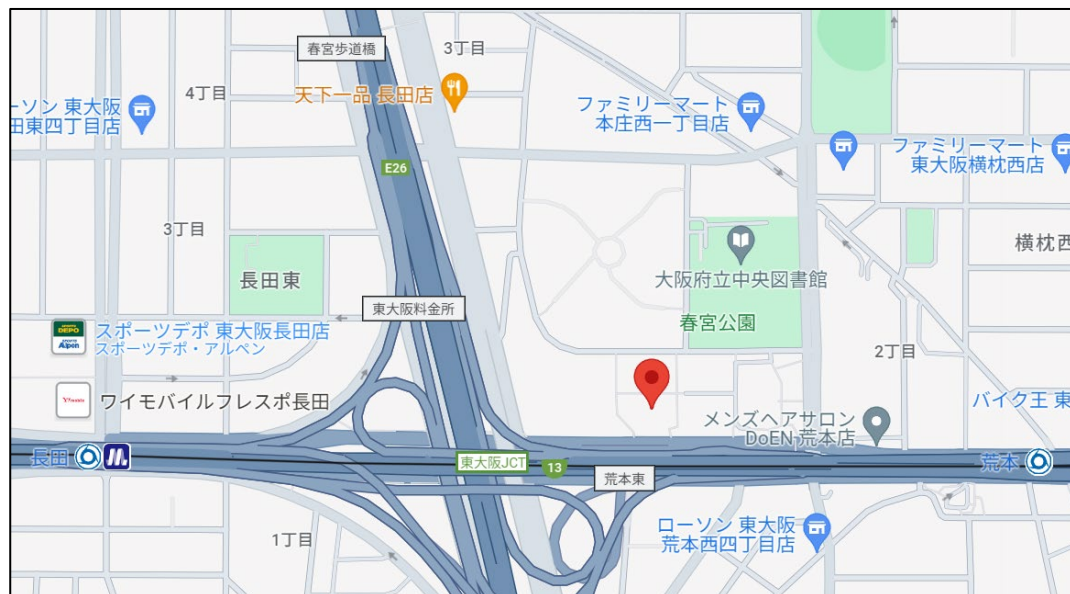 春宮歩道橋
3丁目
4丁目
天下一品 長田店
ーソン 東大阪
田東四丁目店
ファミリーマート
本庄西一丁目店
ファミリーマート
東大阪横枕西店
E26
3丁目
横枕西
長田東
大阪府立中央図書館
東大阪料金所
春宮公園
SPORTS
DEPO
Alpen
スポーツデポ 東大阪長田店
スポーツデポ・アルペン
2丁目
Y!mobile
ワイモバイルフレスポ長田
バイク王 東
メンズヘアサロン
DoEN 荒本店
長田
東大阪JCT
13
荒本
荒本東
1丁目
ローソン 東大阪
荒本西四丁目店